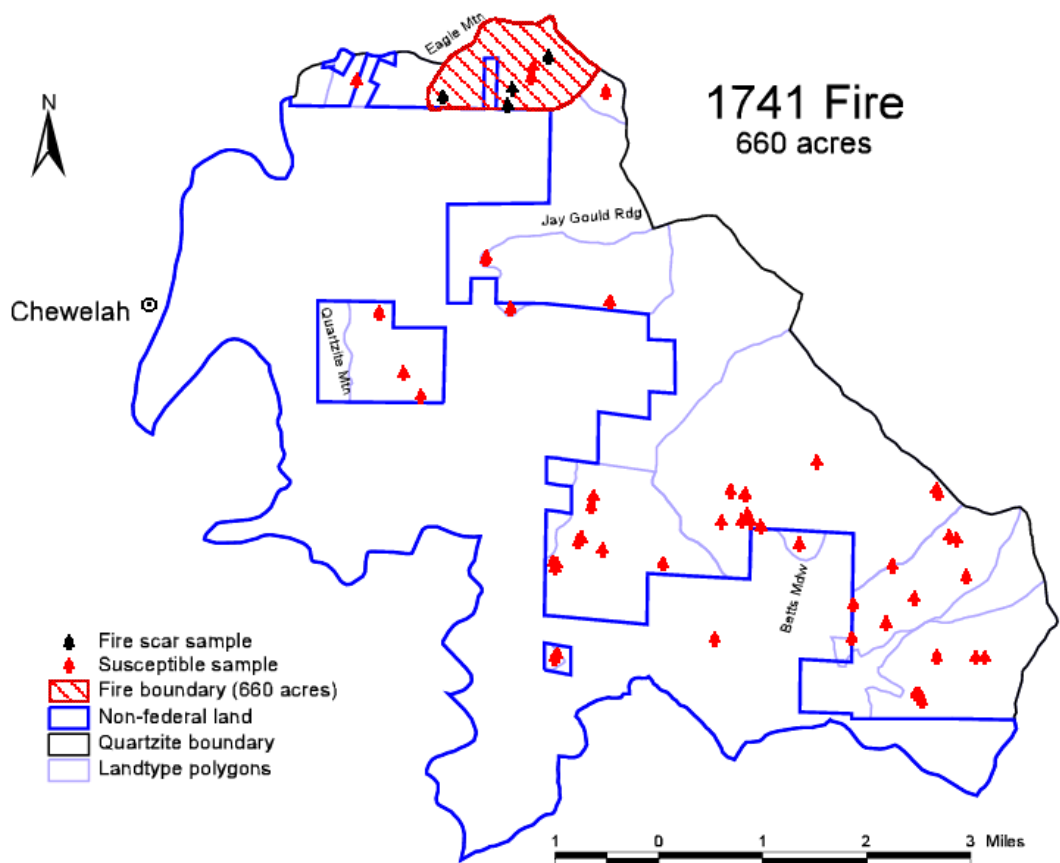 Eagle Mtn
N
1741 Fire
660 acres
Jay Gould Rdg
Chewelah
Quartzite Mtn
Betts Mdw
Fire scar sample
Susceptible sample
Fire boundary (660 acres)
Non-federal land
Quartzite boundary
Landtype polygons
1 0 1 2 3 Miles